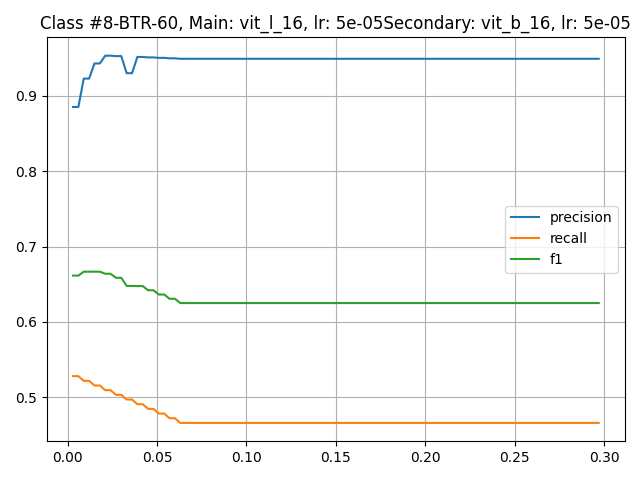 Class #8-BTR-60, Main: vit_l_16, lr: 5e-05Secondary: vit_b_16, lr: 5e-05
0.9
0.8
0.7
0.6
0.5
precision
recall
f1
0.00 0.05 0.10 0.15 0.20 0.25 0.30